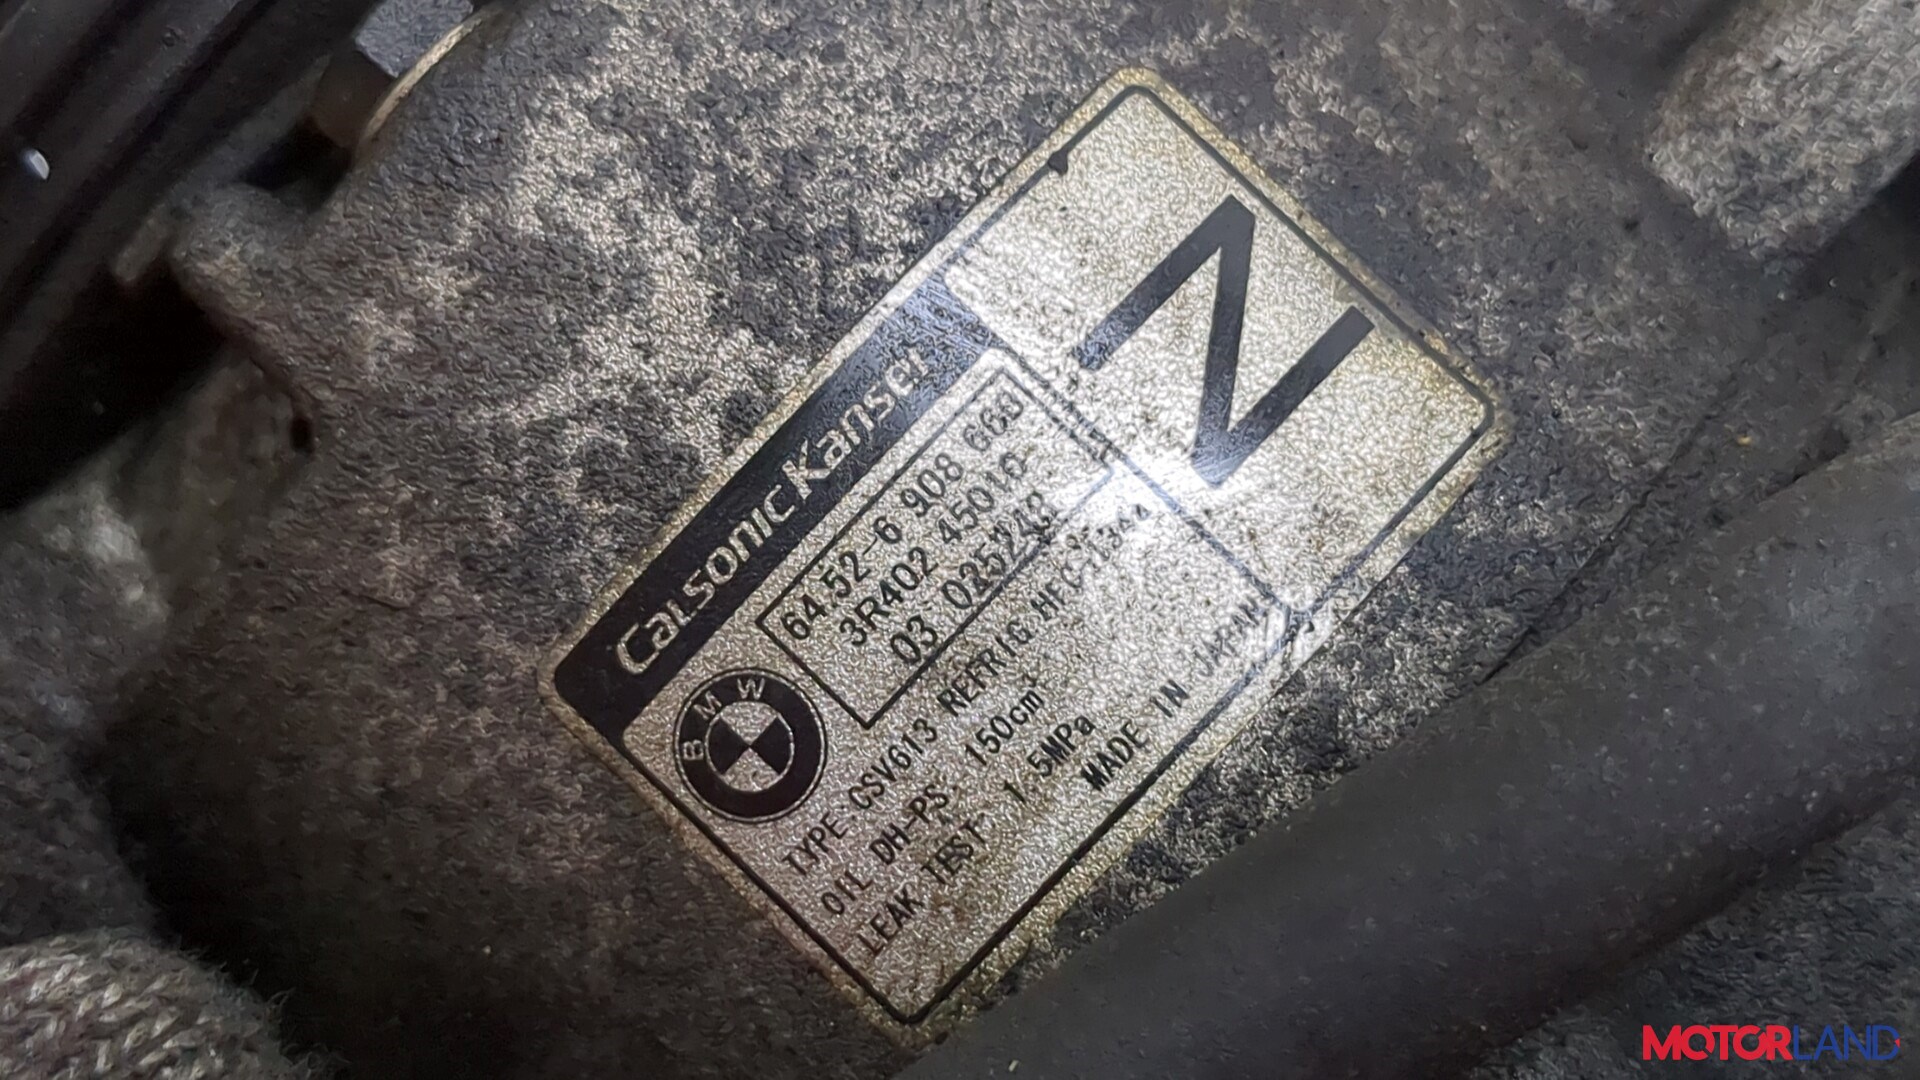 N
CalsonicKansei
64.52-6 908 660
3R402 45010
03 025242
BMW
TYPE: CSV613 REFRIG.HFC-134a
OIL DH-PS 150cm³
LEAK TEST 1.5MPa
MADE IN JAPAN
MOTORLAND